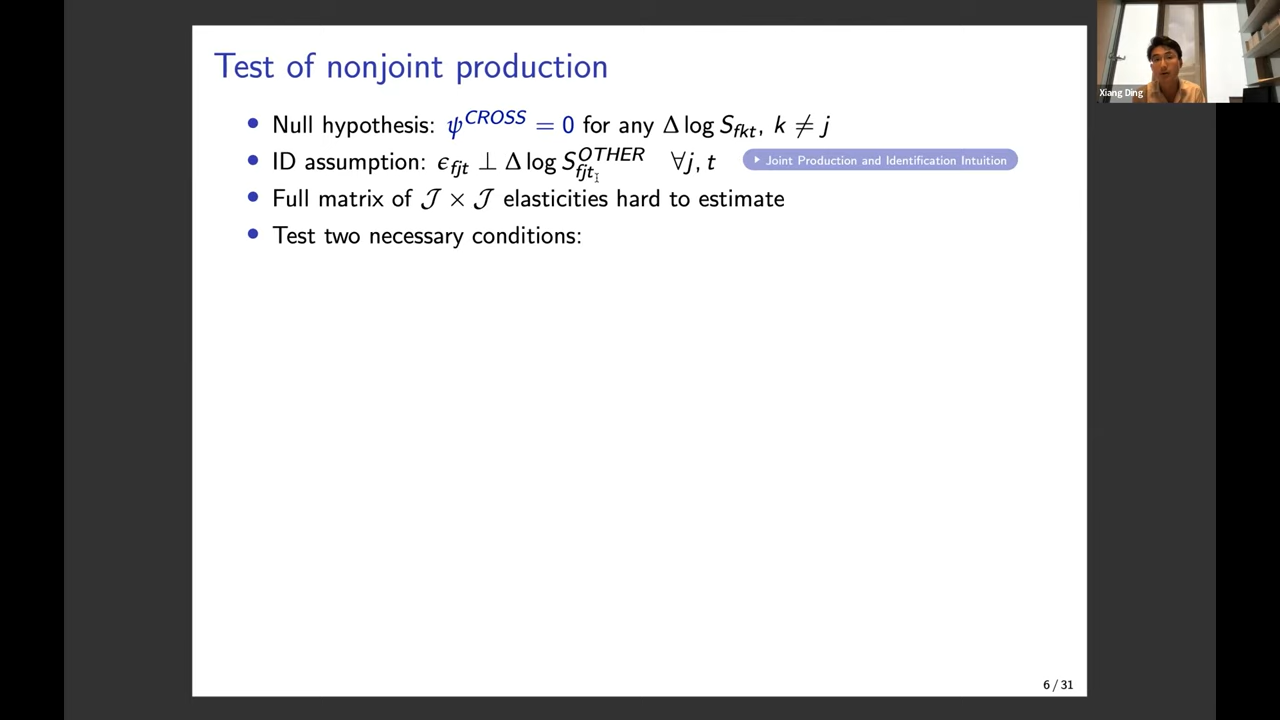 Test of nonjoint production
• Null hypothesis: ψ^CROSS = 0 for any Δ log S_fkt, k ≠ j
• ID assumption: ϵ_fjt ⊥ Δ log S_fjt^OTHER ∀j, t
Joint Production and Identification Intuition
• Full matrix of 𝒥 × 𝒥 elasticities hard to estimate
• Test two necessary conditions:
6 / 31
Xiang Ding